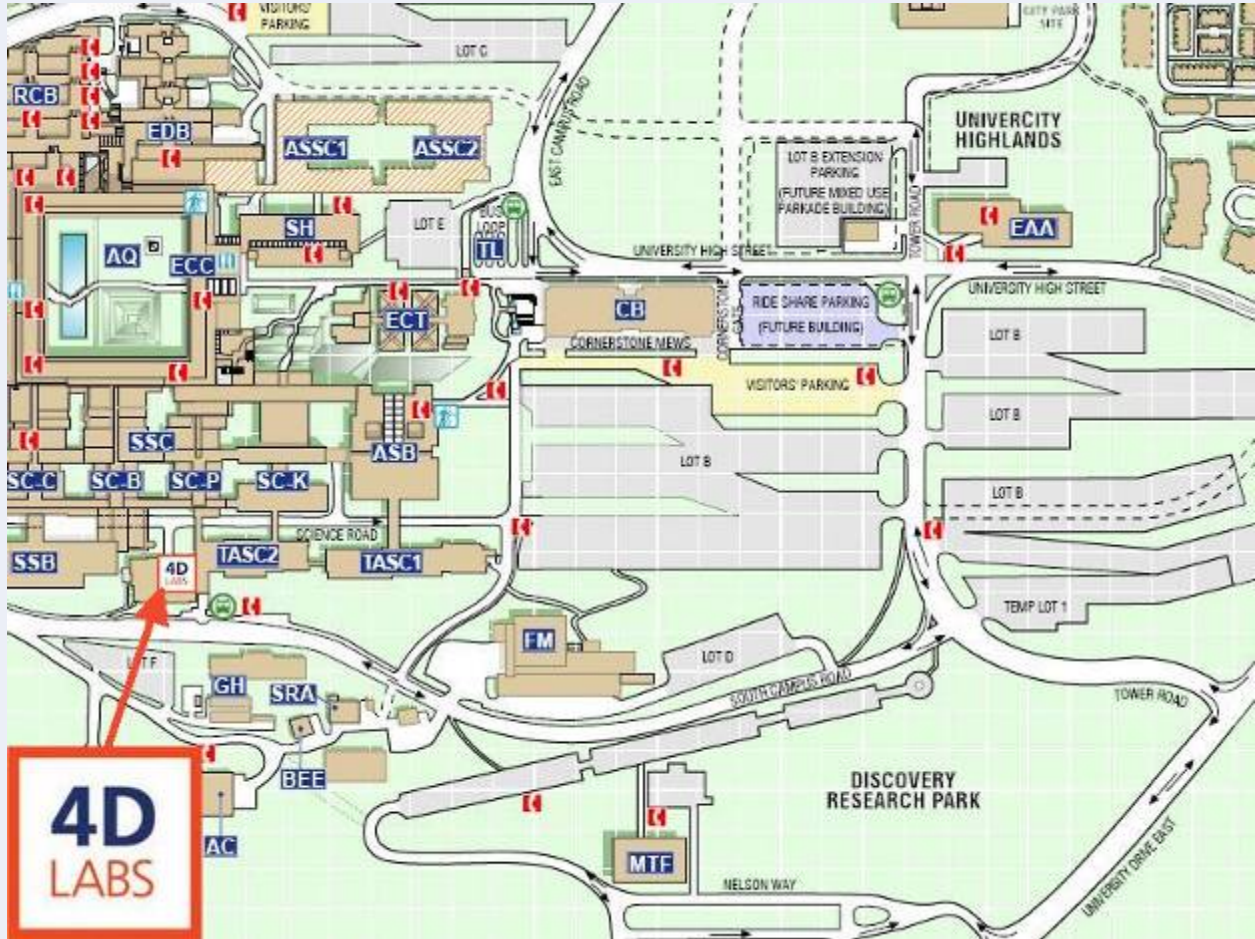 VISITORS'
PARKING
LOT C
CITY PARK
SITE
RCB
EDB
ASSC1
ASSC2
EAST CAMPUS ROAD
UNIVERCITY
HIGHLANDS
LOT B EXTENSION
PARKING
(FUTURE MIXED USE
PARKADE BUILDING)
TOWER ROAD
SH
LOT E
BUS
LOOP
TL
EAA
AQ
ECC
UNIVERSITY HIGH STREET
UNIVERSITY HIGH STREET
ECT
CB
CORNERSTONE MEWS
RIDE SHARE PARKING
(FUTURE BUILDING)
LOT B
VISITORS' PARKING
LOT B
SSC
ASB
LOT B
SC-C
SC-B
SC-P
SC-K
LOT B
SCIENCE ROAD
SSB
4D
LABS
TASC2
TASC1
TEMP LOT 1
LOT F
FM
LOT D
GH
SRA
SOUTH CAMPUS ROAD
TOWER ROAD
BEE
DISCOVERY
RESEARCH PARK
4D
LABS
AC
MTF
NELSON WAY
UNIVERSITY DRIVE EAST